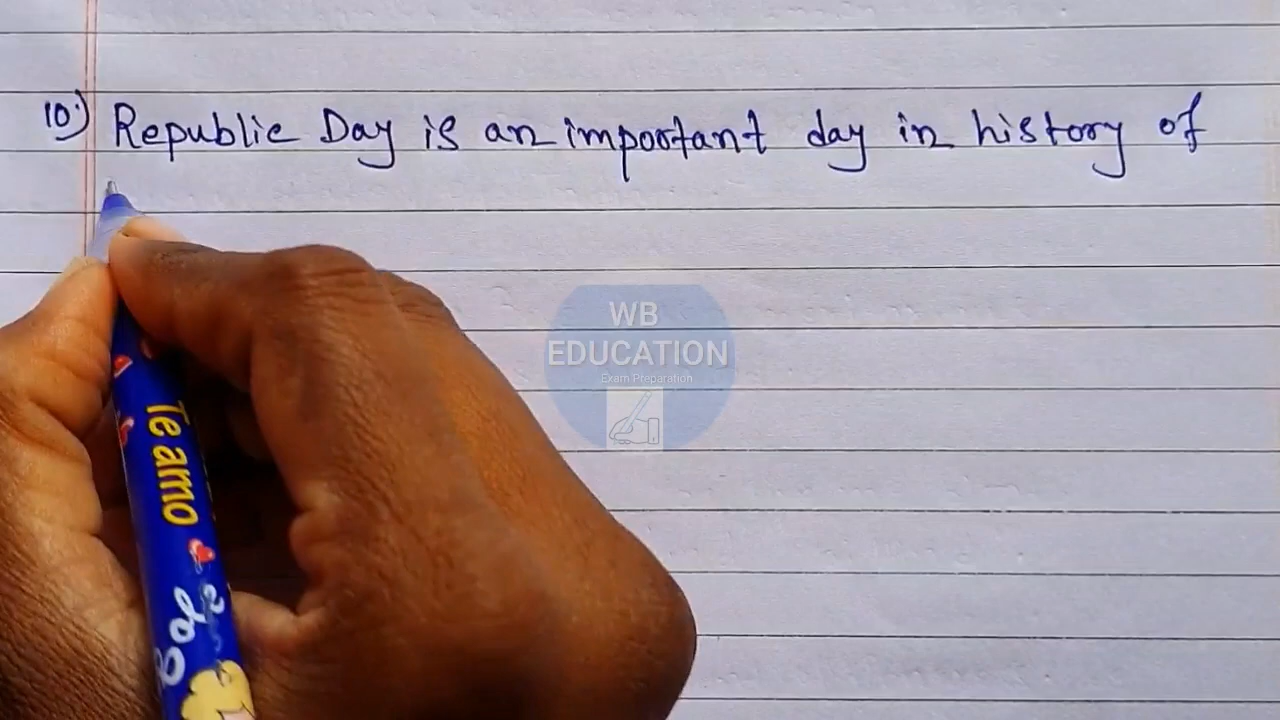 10.) Republic Day is an important day in history of
WB
EDUCATION
Exam Preparation
Te amo